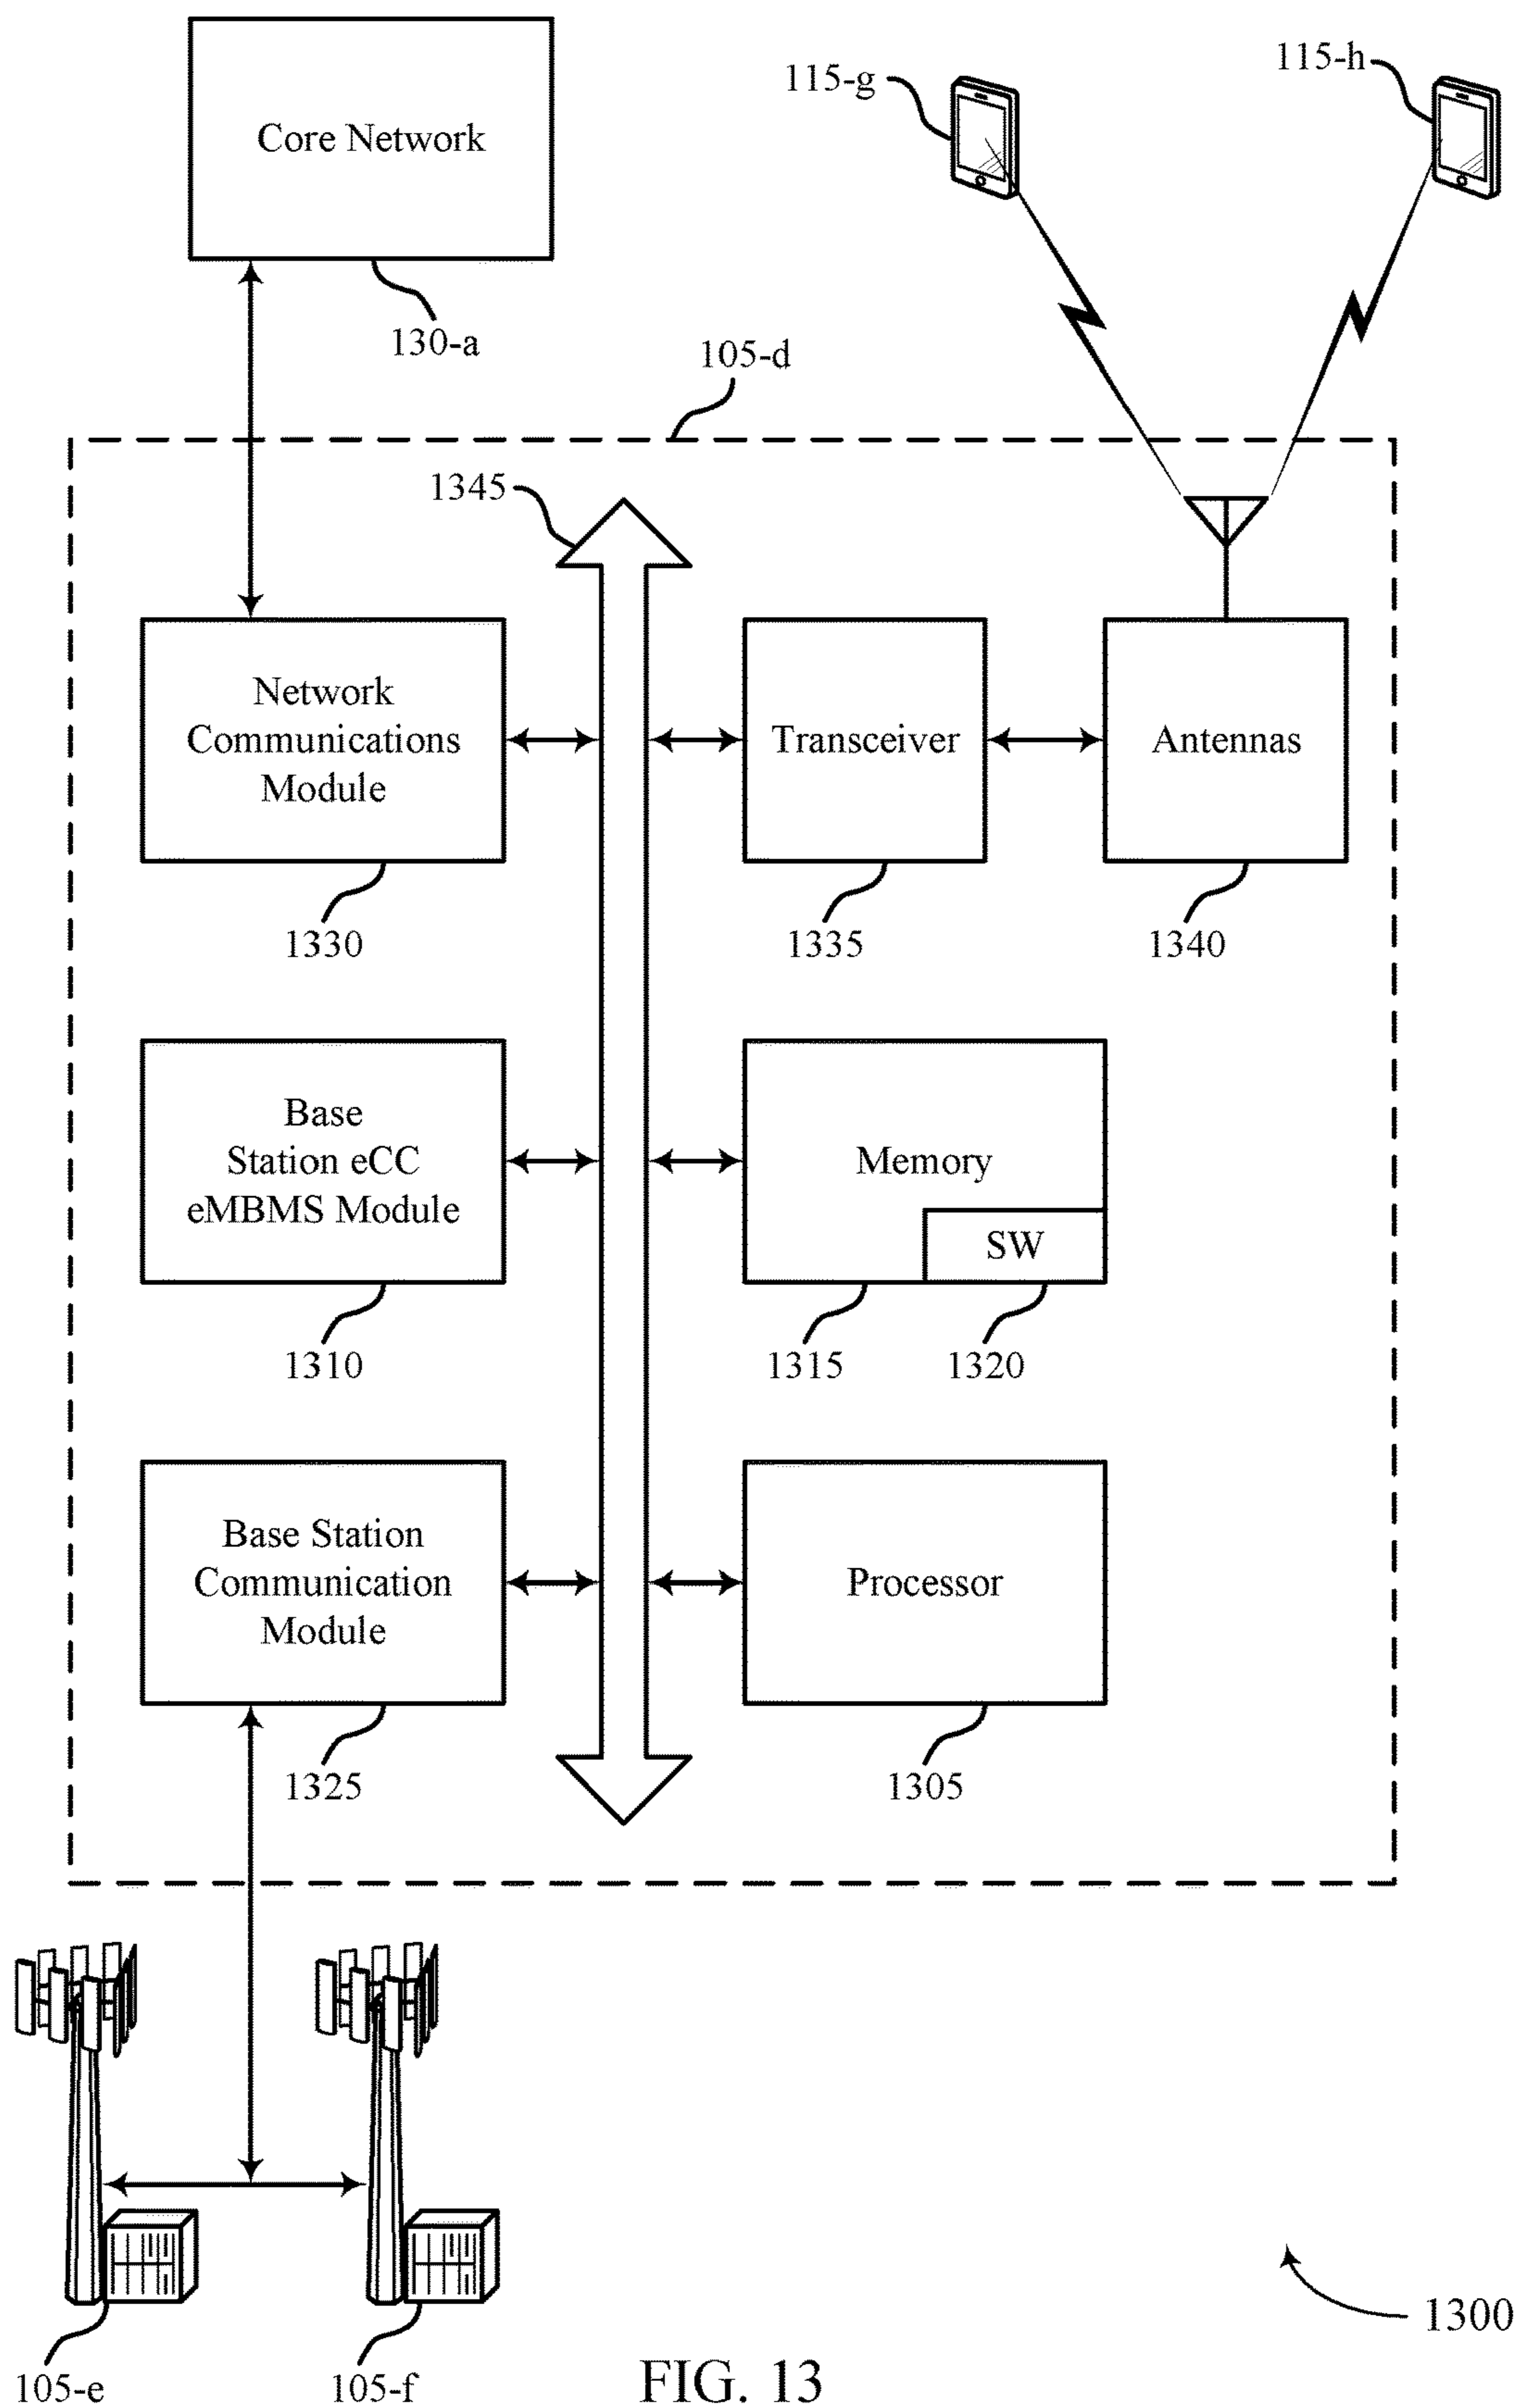 115-h
115-g
Core Network
130-a
105-d
1345
Network
Communications
Module
Transceiver
Antennas
1330
1335
1340
Base
Station eCC
eMBMS Module
Memory
SW
1310
1315
1320
Base Station
Communication
Module
Processor
1325
1305
1300
105-e
105-f
FIG. 13